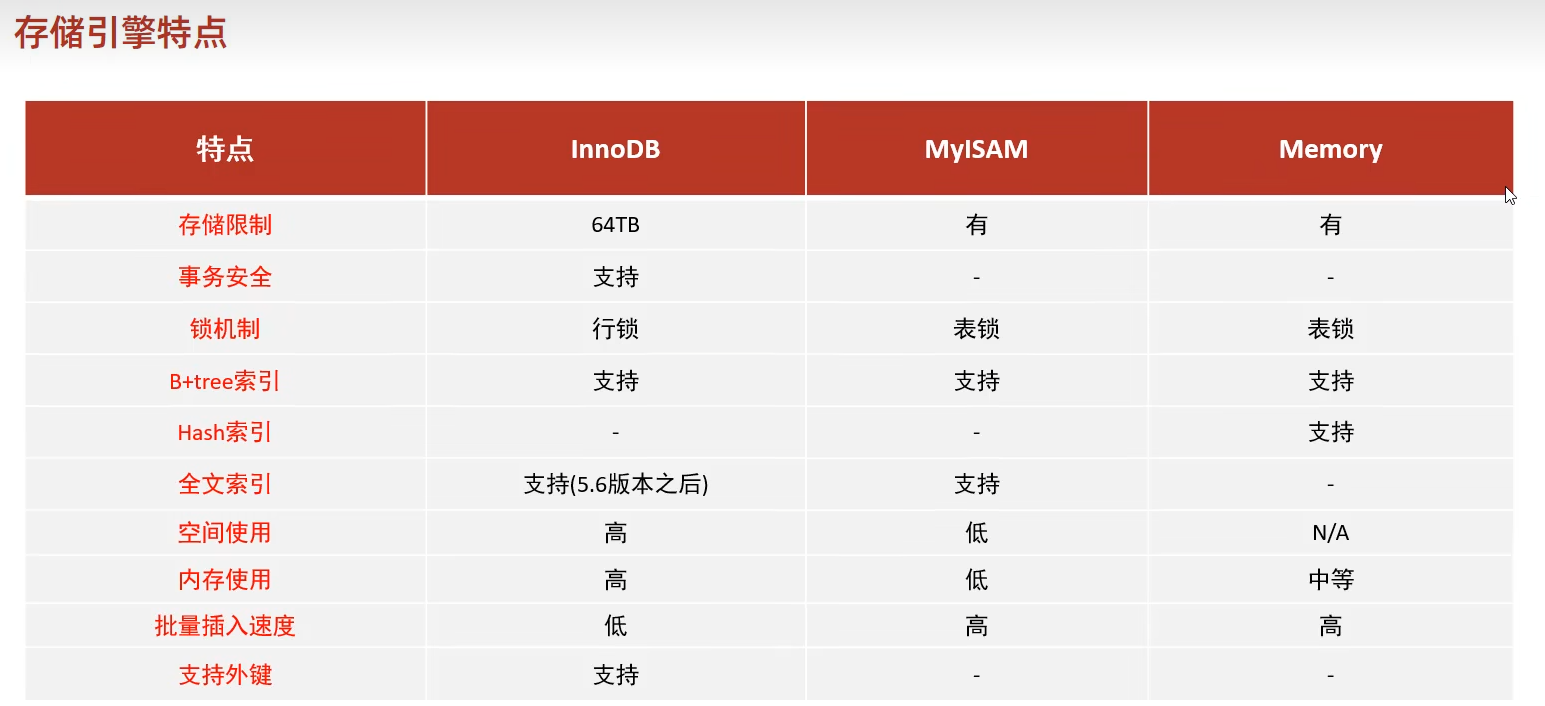 存储引擎特点
特点 InnoDB MyISAM Memory
存储限制 64TB 有 有
事务安全 支持 - -
锁机制 行锁 表锁 表锁
B+tree索引 支持 支持 支持
Hash索引 - - 支持
全文索引 支持(5.6版本之后) 支持 -
空间使用 高 低 N/A
内存使用 高 低 中等
批量插入速度 低 高 高
支持外键 支持 - -